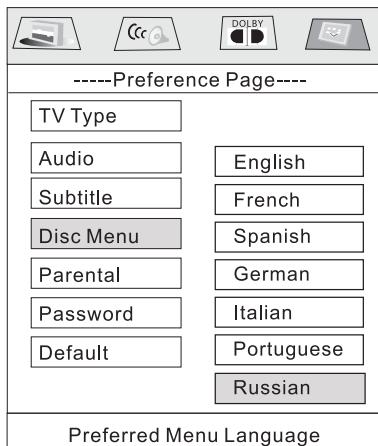 DOLBY
-----Preference Page----
TV Type
Audio
Subtitle
Disc Menu
Parental
Password
Default
English
French
Spanish
German
Italian
Portuguese
Russian
Preferred Menu Language